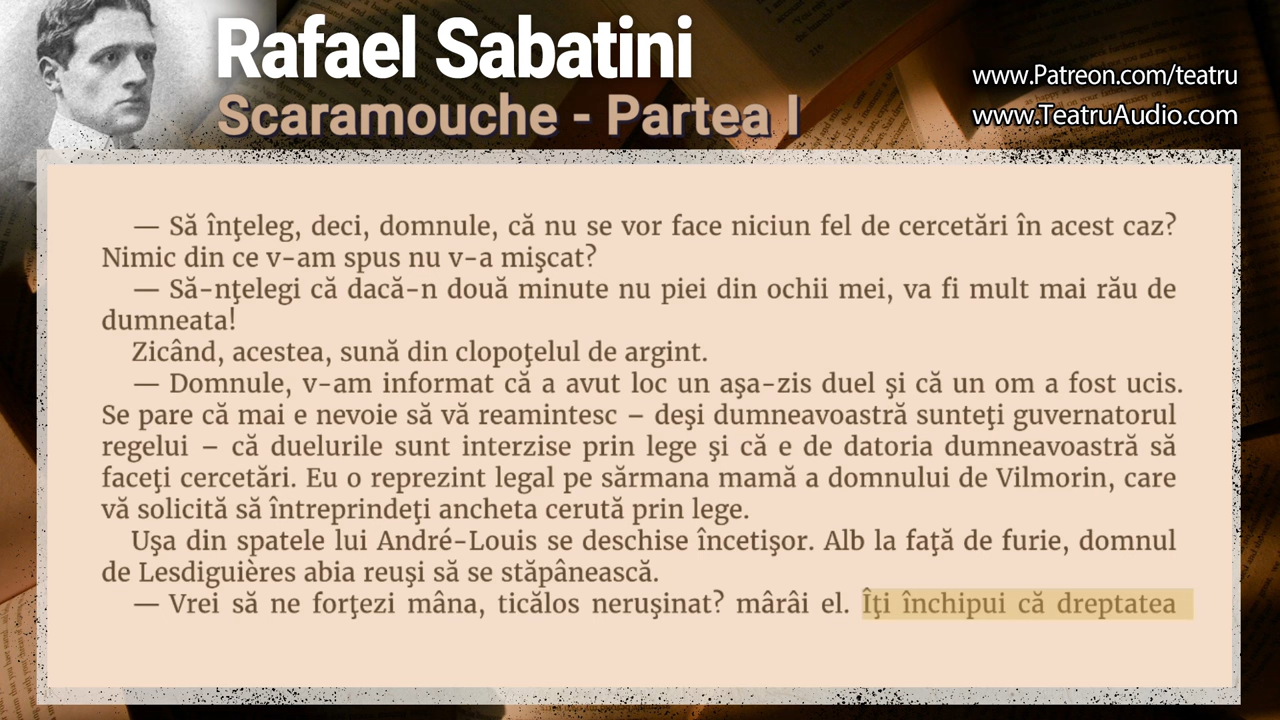 Rafael Sabatini
Scaramouche - Partea I
www.Patreon.com/teatru
www.TeatruAudio.com
— Să înţeleg, deci, domnule, că nu se vor face niciun fel de cercetări în acest caz?
Nimic din ce v-am spus nu v-a mişcat?
— Să-nţelegi că dacă-n două minute nu piei din ochii mei, va fi mult mai rău de
dumneata!
Zicând, acestea, sună din clopoţelul de argint.
— Domnule, v-am informat că a avut loc un aşa-zis duel şi că un om a fost ucis.
Se pare că mai e nevoie să vă reamintesc – deşi dumneavoastră sunteţi guvernatorul
regelui – că duelurile sunt interzise prin lege şi că e de datoria dumneavoastră să
faceţi cercetări. Eu o reprezint legal pe sărmana mamă a domnului de Vilmorin, care
vă solicită să întreprindeţi ancheta cerută prin lege.
Uşa din spatele lui André-Louis se deschise încetişor. Alb la faţă de furie, domnul
de Lesdiguières abia reuşi să se stăpânească.
— Vrei să ne forţezi mâna, ticălos neruşinat? mârâi el. Îţi închipui că dreptatea